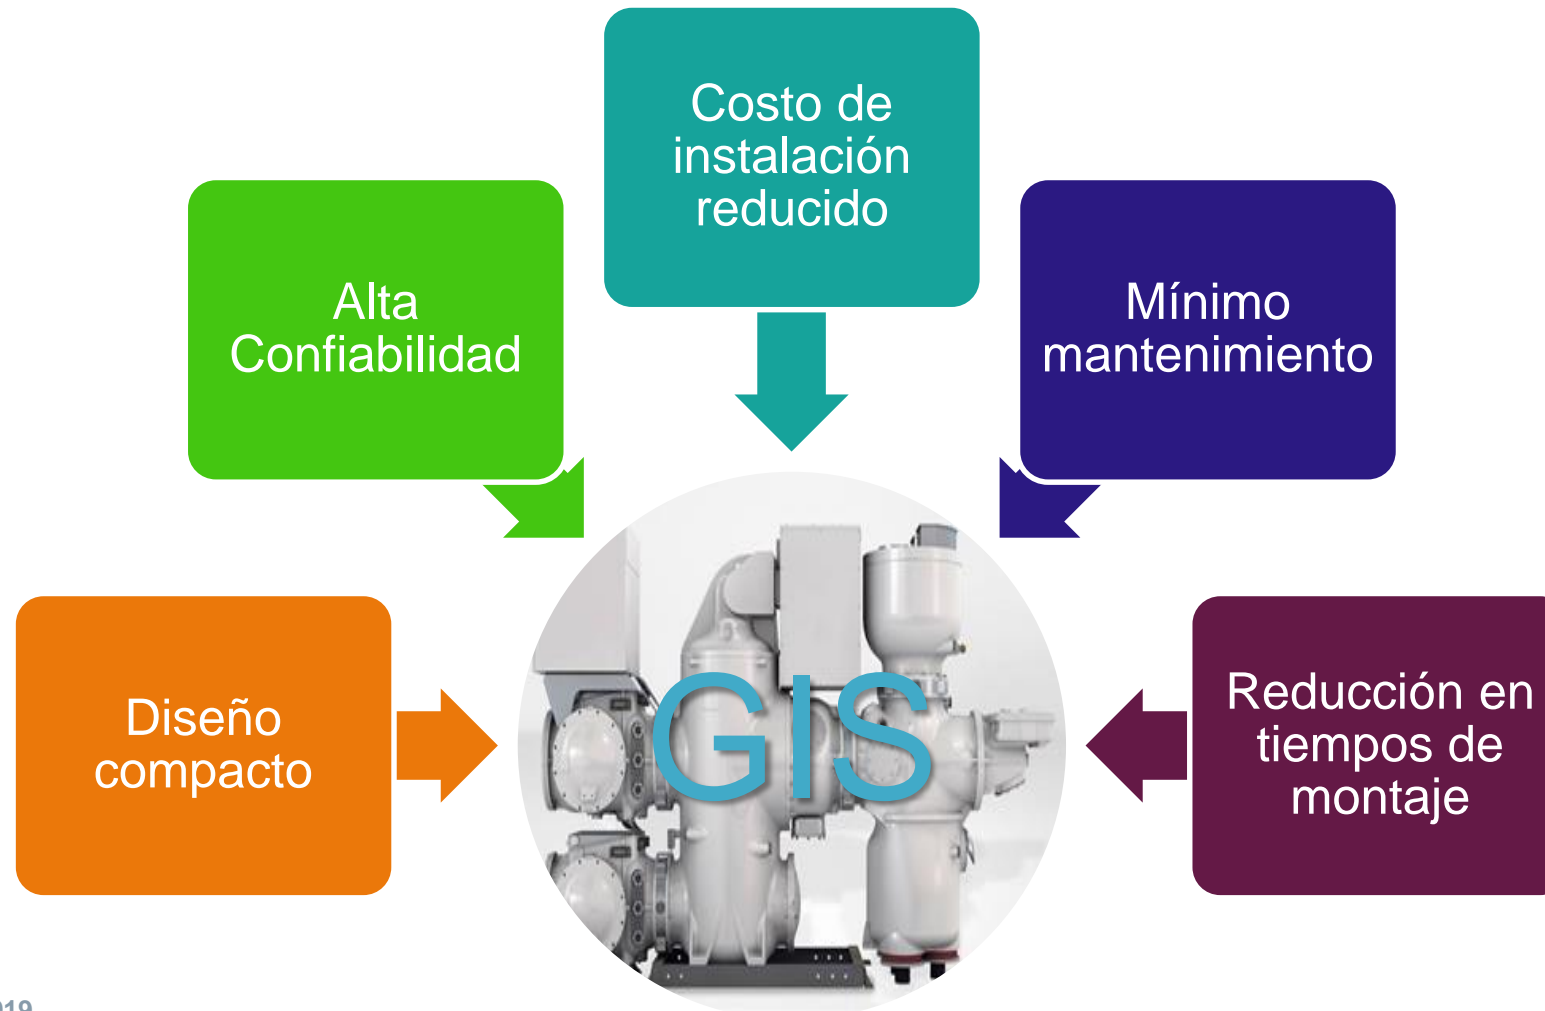 Costo de
instalación
reducido
Alta
Confiabilidad
Mínimo
mantenimiento
Diseño
compacto
GIS
Reducción en
tiempos de
montaje